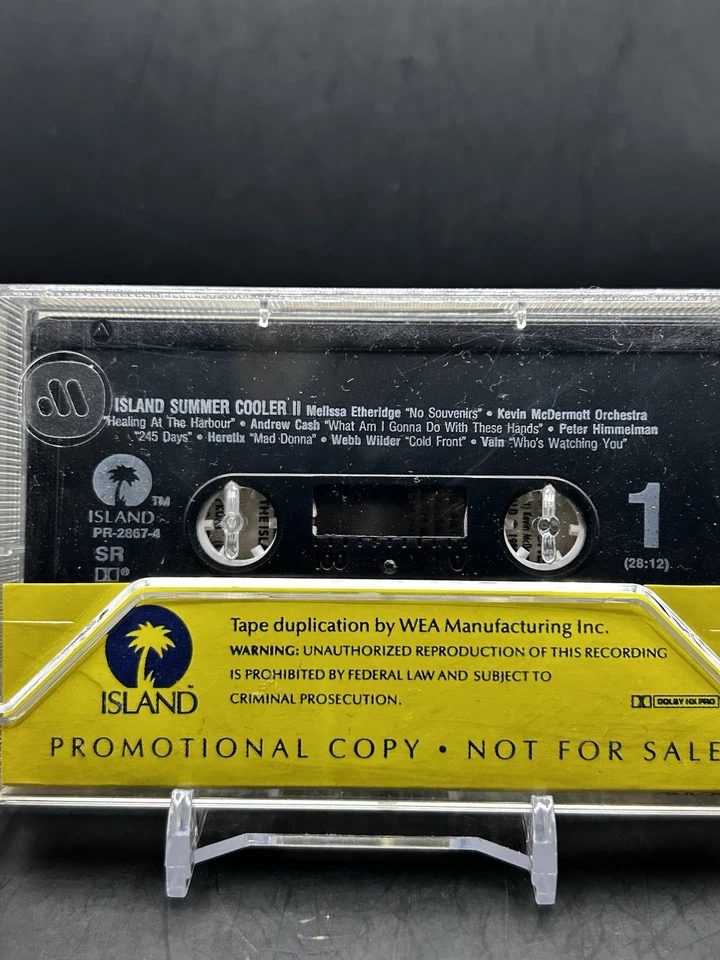 A
ISLAND SUMMER COOLER II Melissa Etheridge "No Souvenirs" • Kevin McDermott Orchestra
"Healing At The Harbour" • Andrew Cash "What Am I Gonna Do With These Hands" • Peter Himmelman
"245 Days" • Heretix "Mad Donna" • Webb Wilder "Cold Front" • Vain "Who's Watching You"
ISLAND™
PR-2867-4
SR
1
(28:12)
ISLAND™
Tape duplication by WEA Manufacturing Inc.
WARNING: UNAUTHORIZED REPRODUCTION OF THIS RECORDING
IS PROHIBITED BY FEDERAL LAW AND SUBJECT TO
CRIMINAL PROSECUTION.
DOLBY HX PRO
PROMOTIONAL COPY • NOT FOR SALE